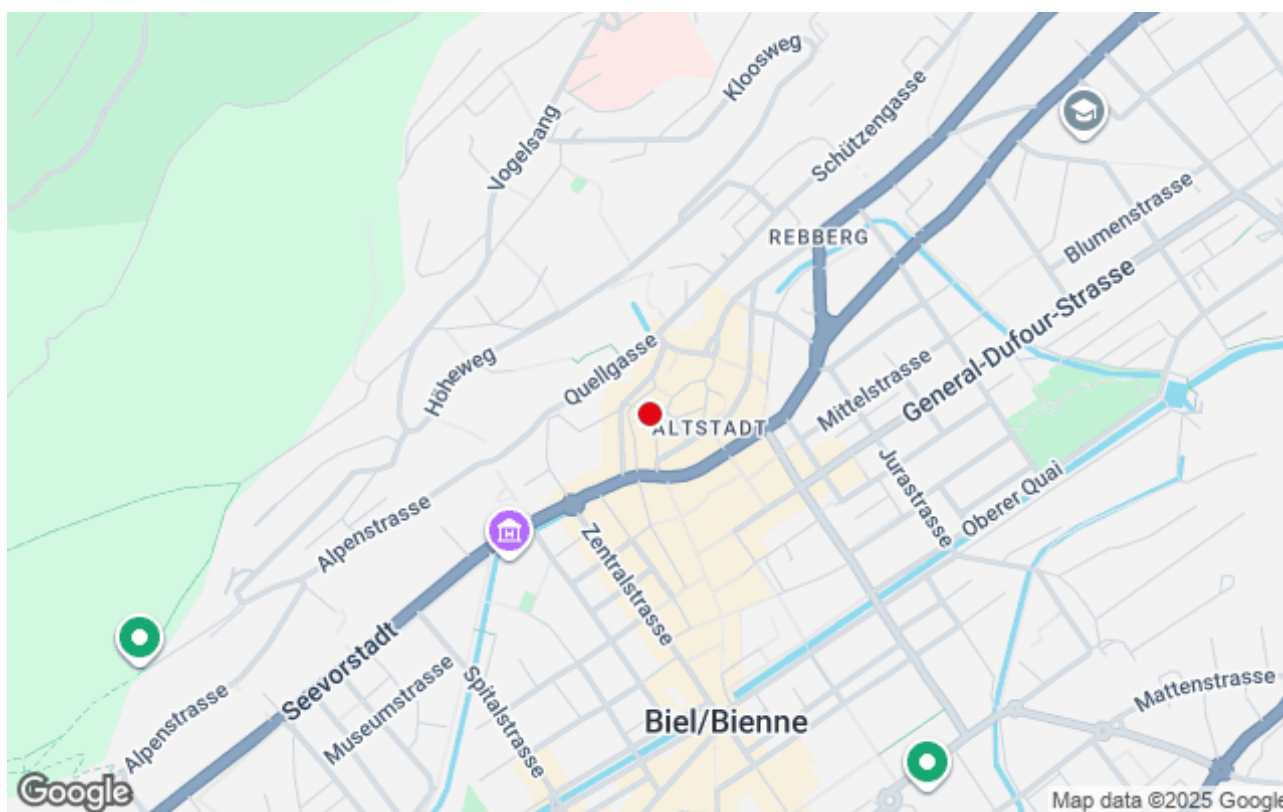 Kloosweg
Vogelsang
Schützengasse
REBBERG
Blumenstrasse
General-Dufour-Strasse
Höheweg
Quellgasse
ALTSTADT
Mittelstrasse
Jurastrasse
Oberer Quai
Alpenstrasse
Zentralstrasse
Seevorstadt
Museumstrasse
Spitalstrasse
Alpenstrasse
Mattenstrasse
Biel/Bienne
Google
Map data ©2025 Google